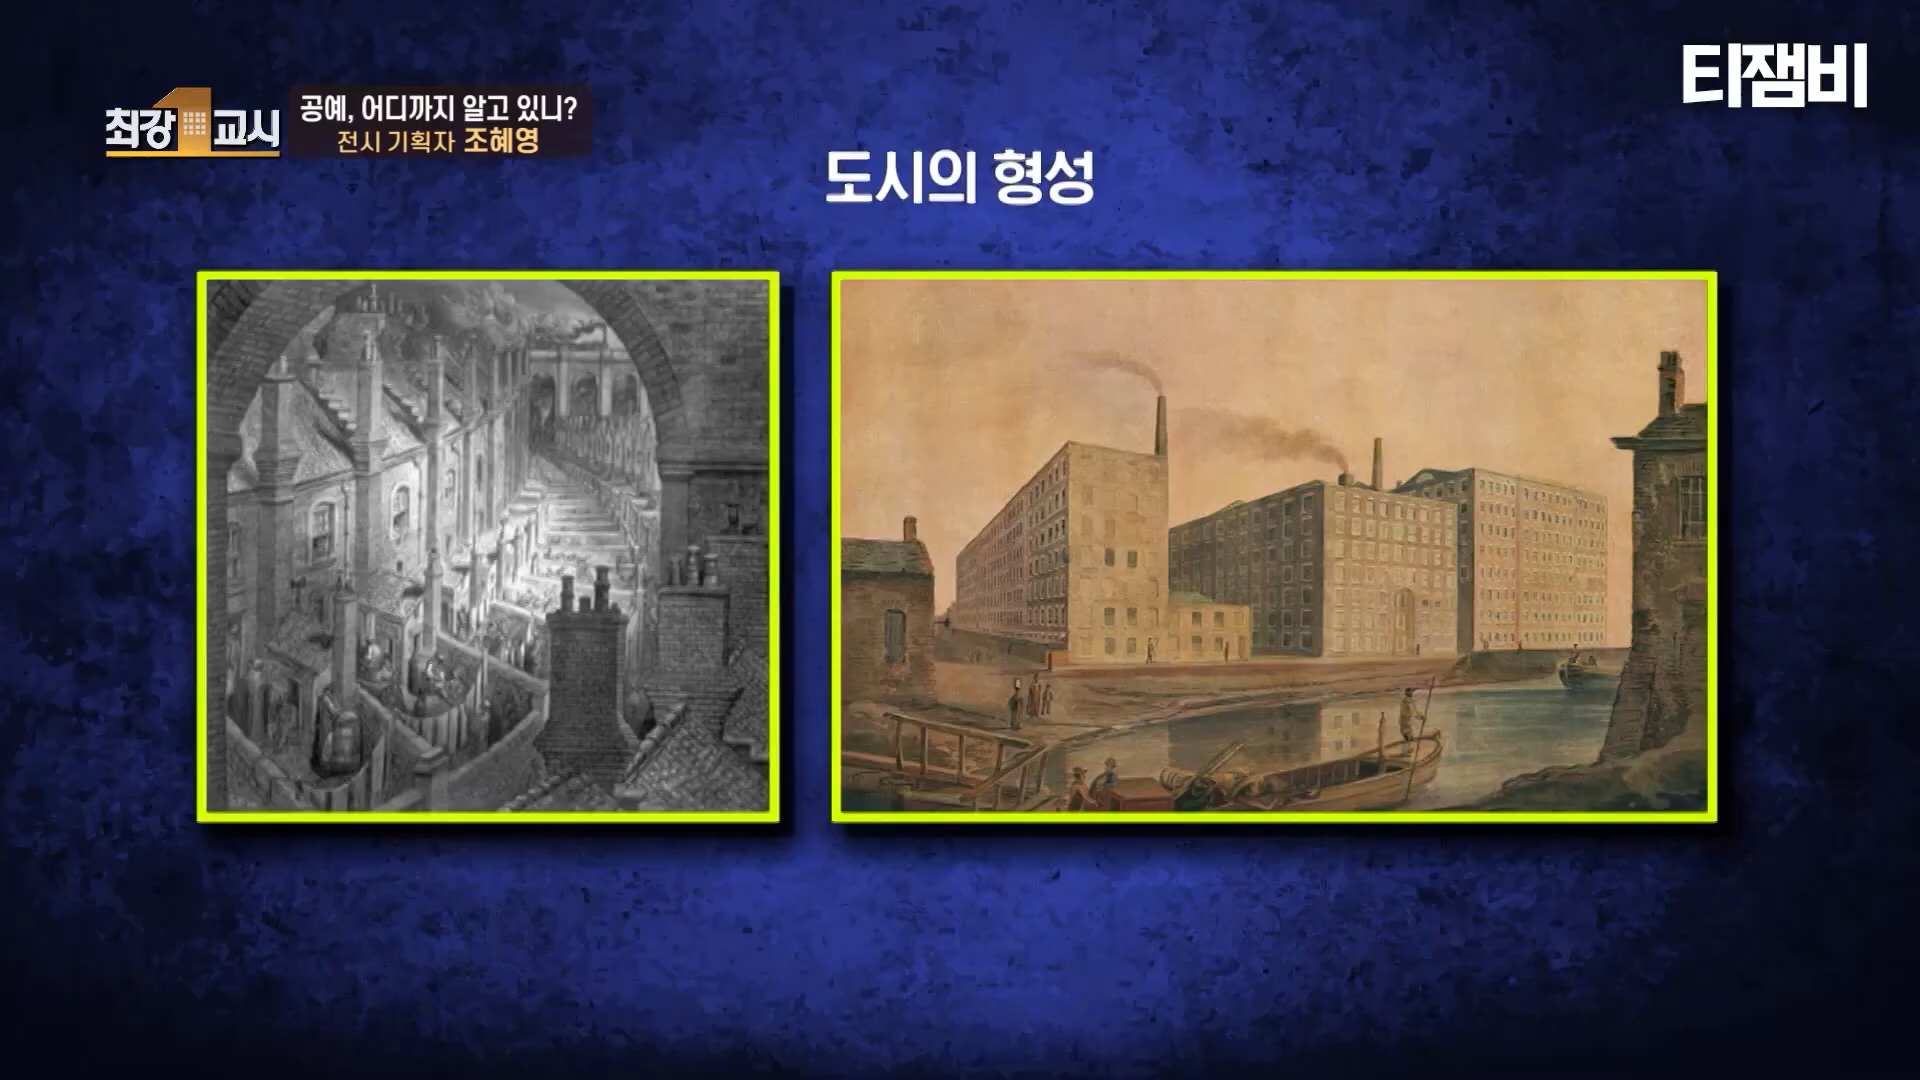 티잼비
최강1교시
공예, 어디까지 알고 있니?
전시 기획자 조혜영
도시의 형성